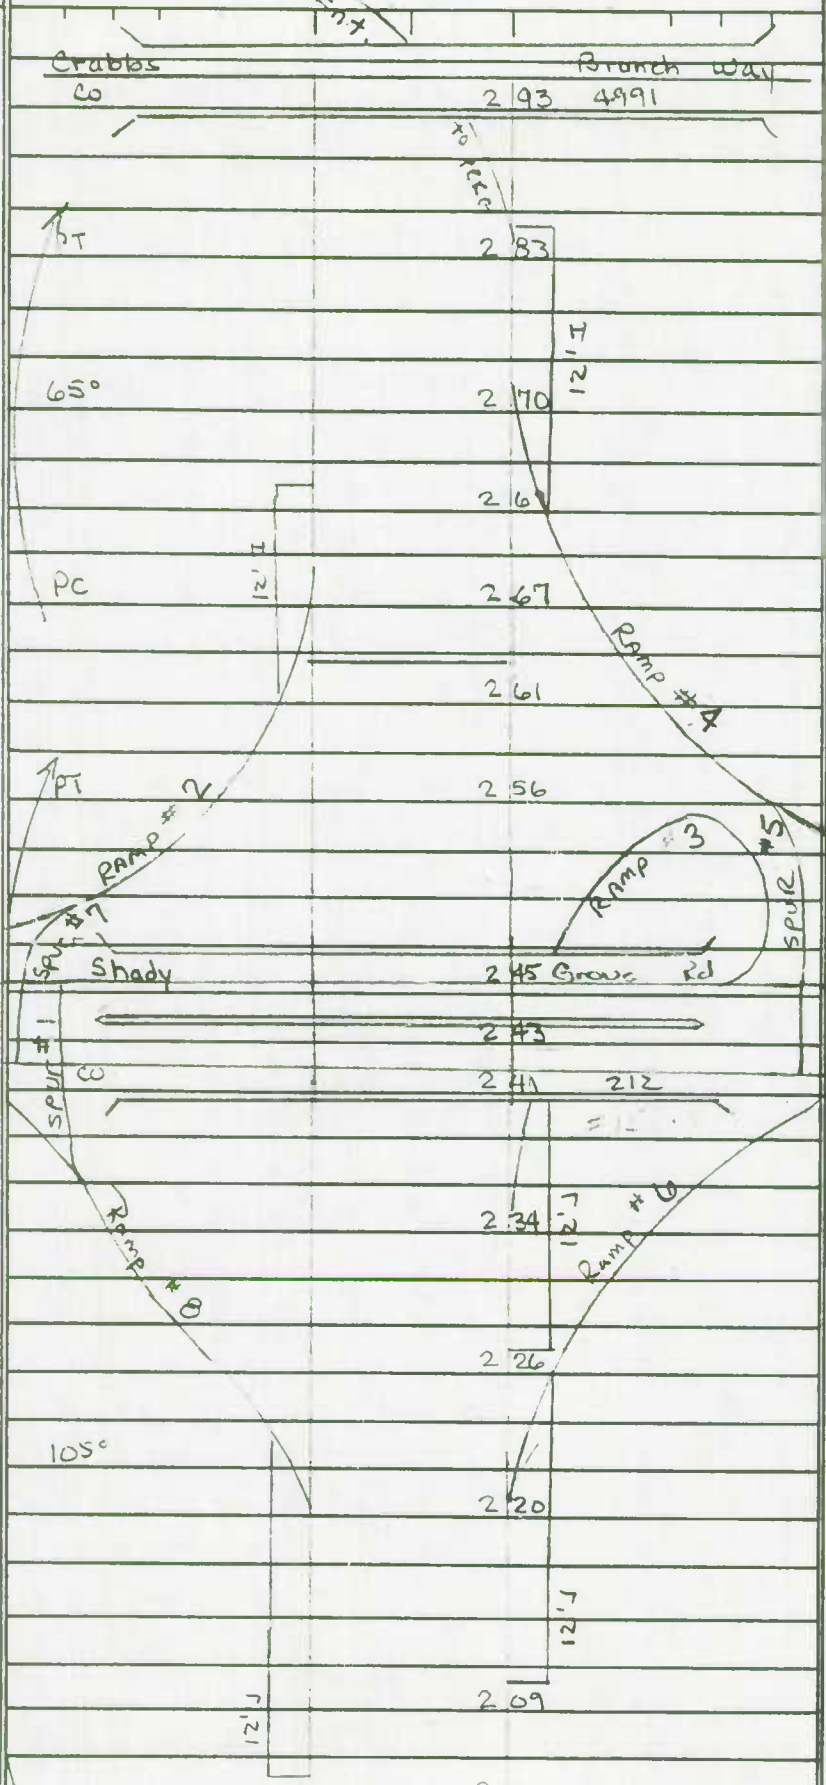 Crabbs Branch Way
CO 2 93 4991
PT
2 83
12' I
65°
2 70
2 6
12' I
PC
2 67
RAMP #4
2 61
PT
2 56
RAMP # 2
RAMP # 3
#5 SPUR
SPUR #7
Shady 2 45 Grove Rd
SPUR #1
2 43
CO 2 41 212
2 34
12'
Ramp # 6
Ramp # 8
2 26
105°
2 20
12'
2 09
12'